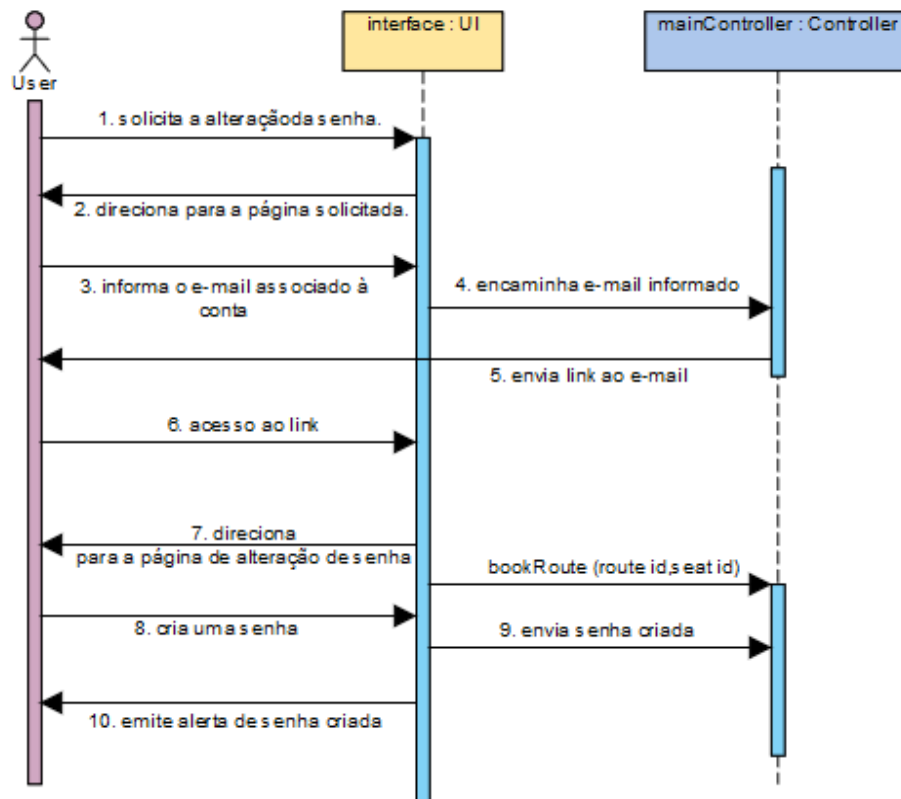 interface : UI
mainController : Controller
User
1. solicita a alteraçãoda senha.
2. direciona para a página solicitada.
3. informa o e-mail associado à
conta
4. encaminha e-mail informado
5. envia link ao e-mail
6. acesso ao link
7. direciona
para a página de alteração de senha
bookRoute (route id,seat id)
8. cria uma senha
9. envia senha criada
10. emite alerta de senha criada